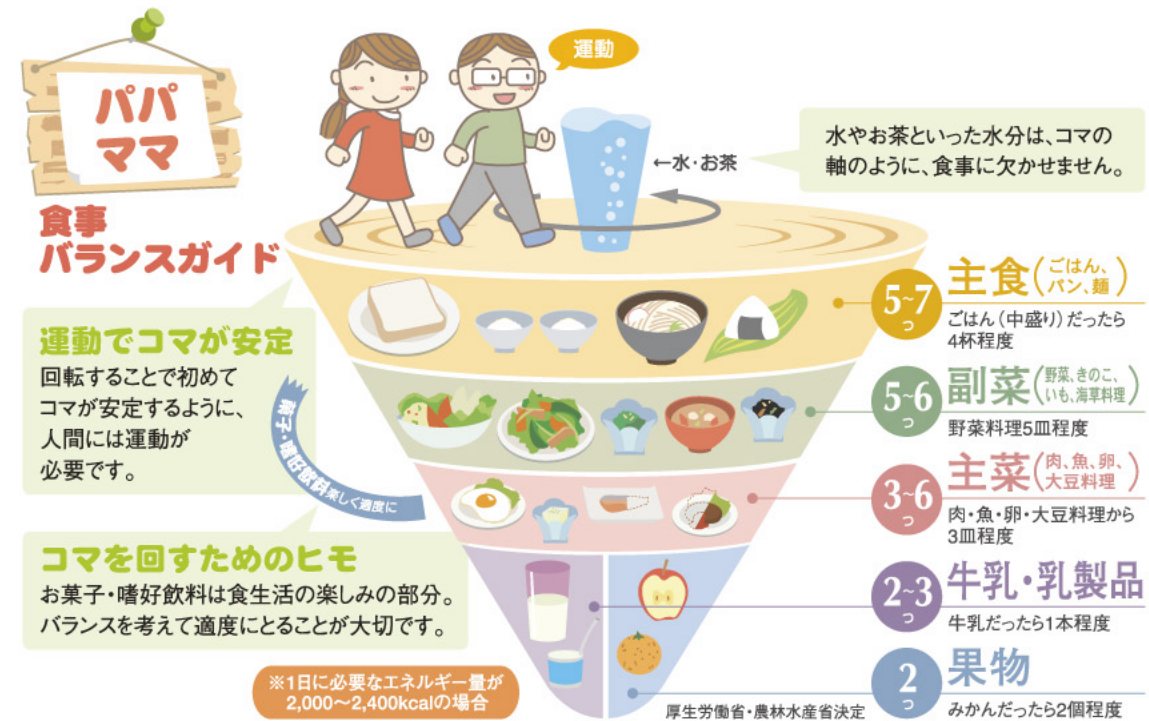 パパ
ママ
食事
バランスガイド
運動
←水・お茶
水やお茶といった水分は、コマの
軸のように、食事に欠かせません。
運動でコマが安定
回転することで初めて
コマが安定するように、
人間には運動が
必要です。
菓子・嗜好飲料楽しく適度に
コマを回すためのヒモ
お菓子・嗜好飲料は食生活の楽しみの部分。
バランスを考えて適度にとることが大切です。
※1日に必要なエネルギー量が
2,000〜2,400kcalの場合
5〜7
つ
主食(ごはん、
パン、麺)
ごはん(中盛り)だったら
4杯程度
5〜6
つ
副菜(野菜、きのこ、
いも、海草料理)
野菜料理5皿程度
3〜6
つ
主菜(肉、魚、卵、
大豆料理)
肉・魚・卵・大豆料理から
3皿程度
2〜3
つ
牛乳・乳製品
牛乳だったら1本程度
2
つ
果物
みかんだったら2個程度
厚生労働省・農林水産省決定